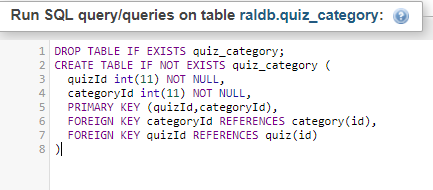 Run SQL query/queries on table raldb.quiz_category:
1 DROP TABLE IF EXISTS quiz_category;
2 CREATE TABLE IF NOT EXISTS quiz_category (
3 quizId int(11) NOT NULL,
4 categoryId int(11) NOT NULL,
5 PRIMARY KEY (quizId,categoryId),
6 FOREIGN KEY categoryId REFERENCES category(id),
7 FOREIGN KEY quizId REFERENCES quiz(id)
8 )